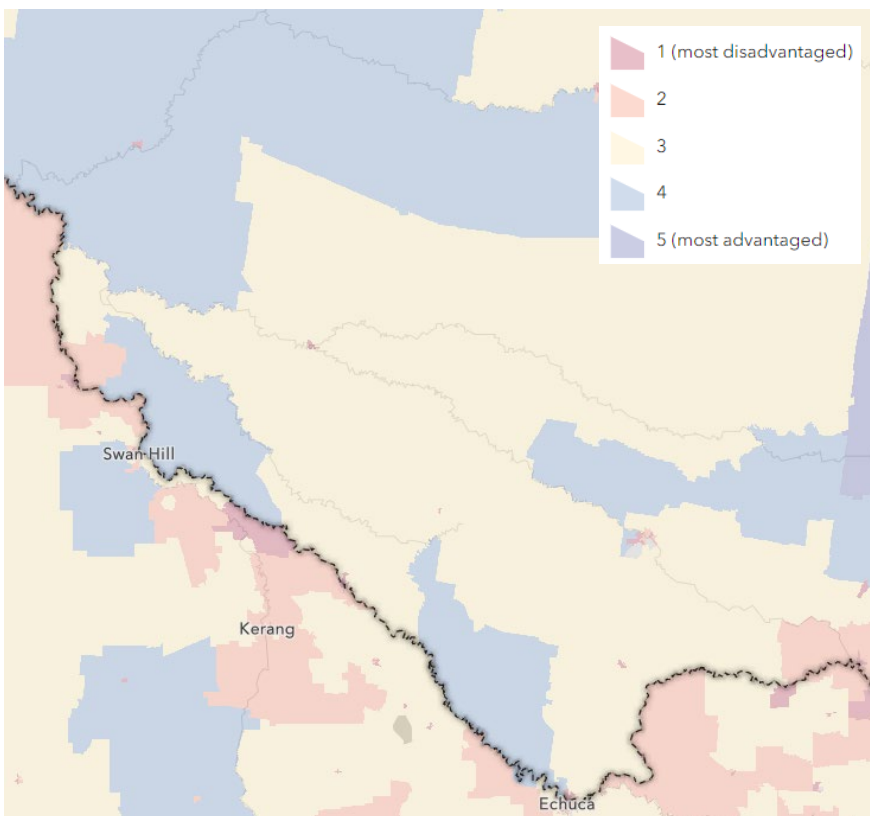 1 (most disadvantaged)
2
3
4
5 (most advantaged)
Swan Hill
Kerang
Echuca